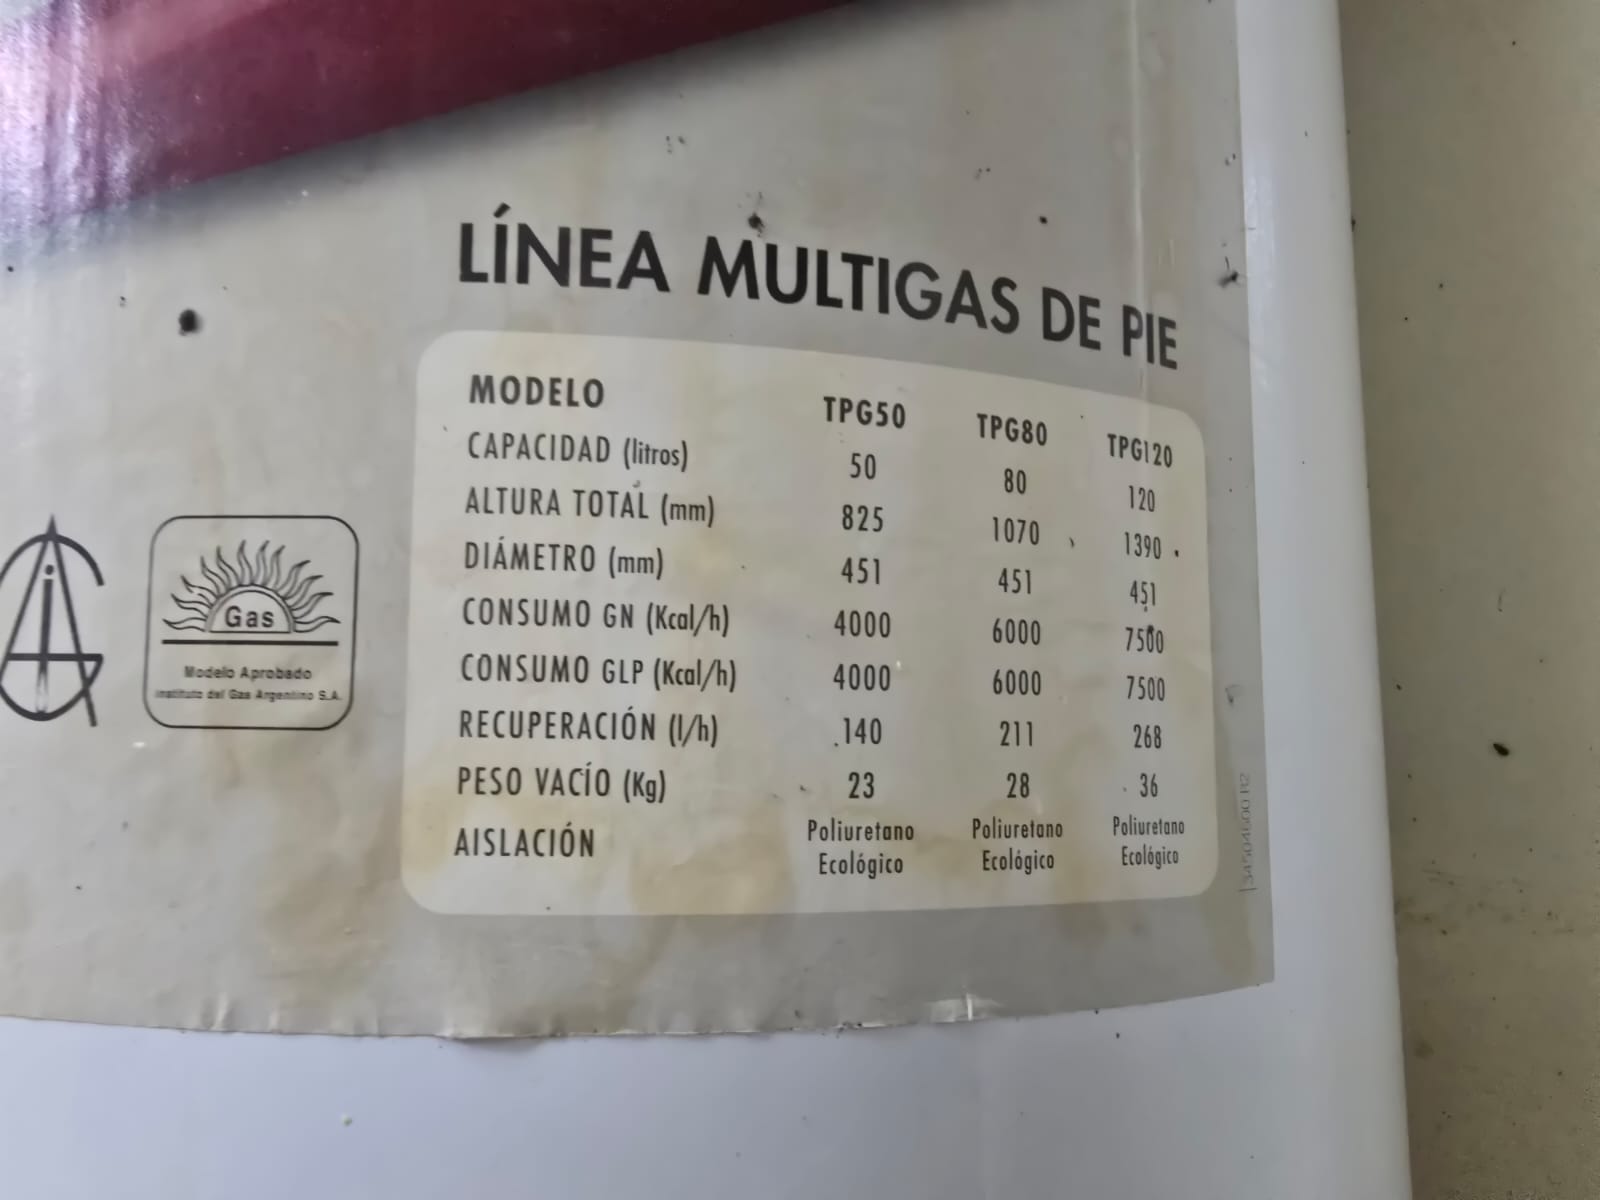 LÍNEA MULTIGAS DE PIE
MODELO TPG50 TPG80 TPG120
CAPACIDAD (litros) 50 80 120
ALTURA TOTAL (mm) 825 1070 1390
DIÁMETRO (mm) 451 451 451
CONSUMO GN (Kcal/h) 4000 6000 7500
CONSUMO GLP (Kcal/h) 4000 6000 7500
RECUPERACIÓN (l/h) 140 211 268
PESO VACÍO (Kg) 23 28 36
AISLACIÓN Poliuretano Ecológico Poliuretano Ecológico Poliuretano Ecológico
Gas
Modelo Aprobado
Instituto del Gas Argentino S.A.